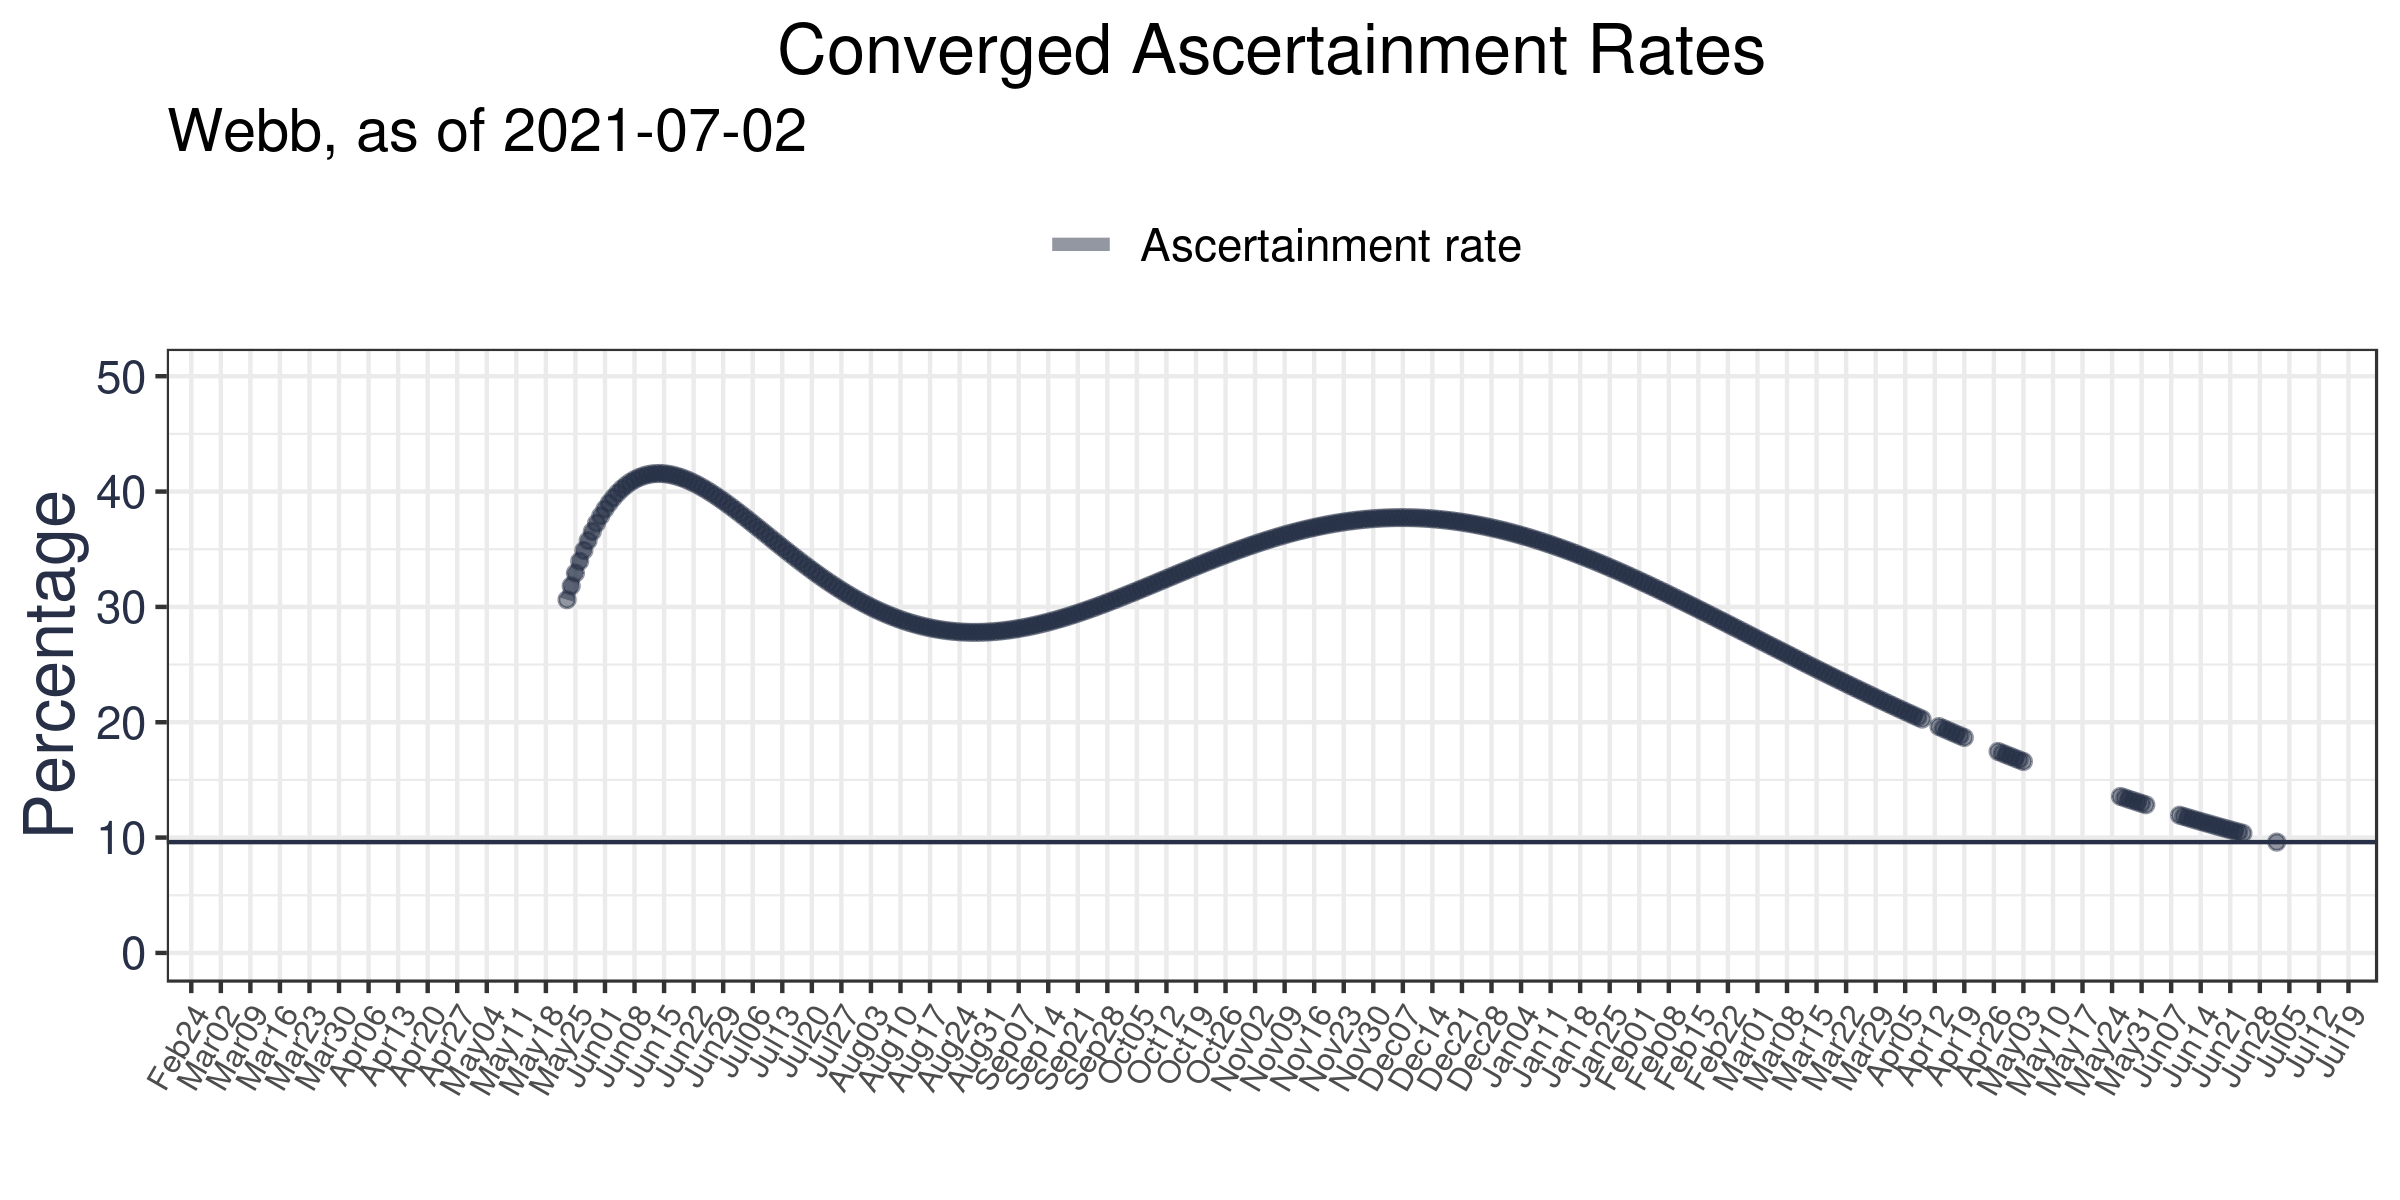 Converged Ascertainment Rates
Webb, as of 2021-07-02
Ascertainment rate
Percentage
50
40
30
20
10
0
Feb24
Mar02
Mar09
Mar16
Mar23
Mar30
Apr06
Apr13
Apr20
Apr27
May04
May11
May18
May25
Jun01
Jun08
Jun15
Jun22
Jun29
Jul06
Jul13
Jul20
Jul27
Aug03
Aug10
Aug17
Aug24
Aug31
Sep07
Sep14
Sep21
Sep28
Oct05
Oct12
Oct19
Oct26
Nov02
Nov09
Nov16
Nov23
Nov30
Dec07
Dec14
Dec21
Dec28
Jan04
Jan11
Jan18
Jan25
Feb01
Feb08
Feb15
Feb22
Mar01
Mar08
Mar15
Mar22
Mar29
Apr05
Apr12
Apr19
Apr26
May03
May10
May17
May24
May31
Jun07
Jun14
Jun21
Jun28
Jul05
Jul12
Jul19